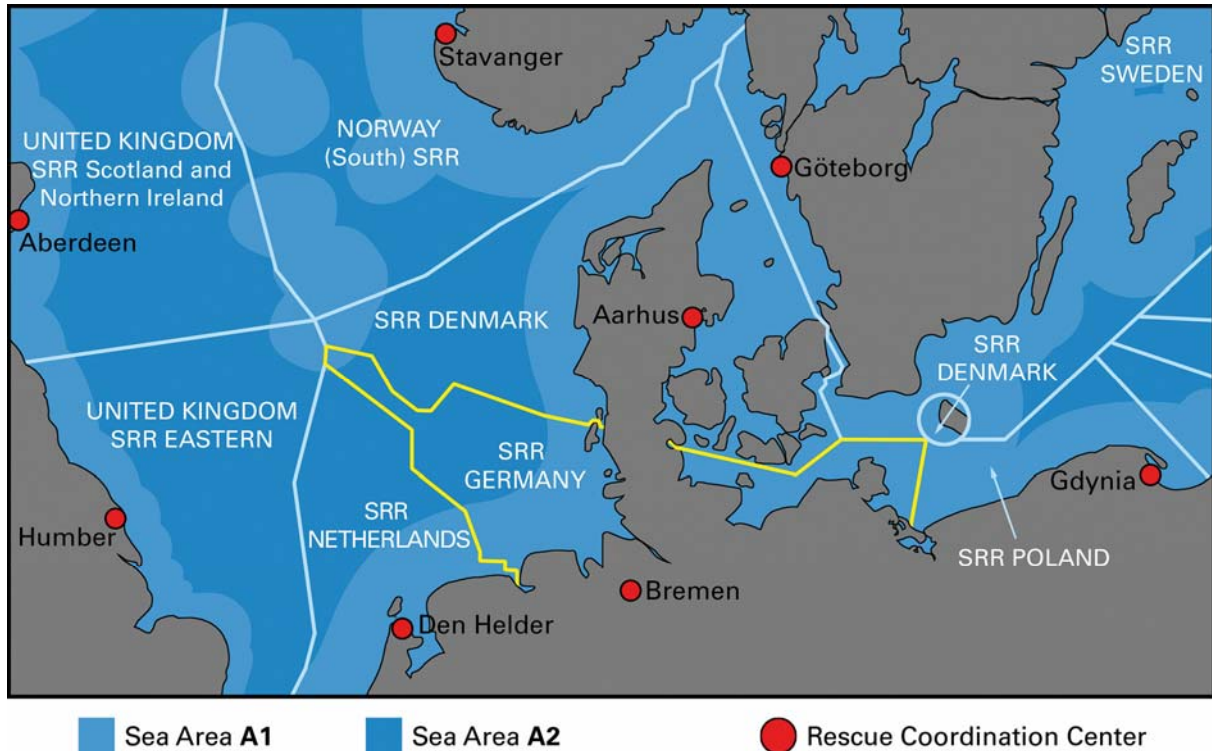 Stavanger
SRR
SWEDEN
UNITED KINGDOM
SRR Scotland and
Northern Ireland
NORWAY
(South) SRR
Göteborg
Aberdeen
Aarhus
SRR DENMARK
SRR
DENMARK
UNITED KINGDOM
SRR EASTERN
SRR
GERMANY
Gdynia
SRR
NETHERLANDS
Humber
SRR POLAND
Bremen
Den Helder
Sea Area A1
Sea Area A2
Rescue Coordination Center